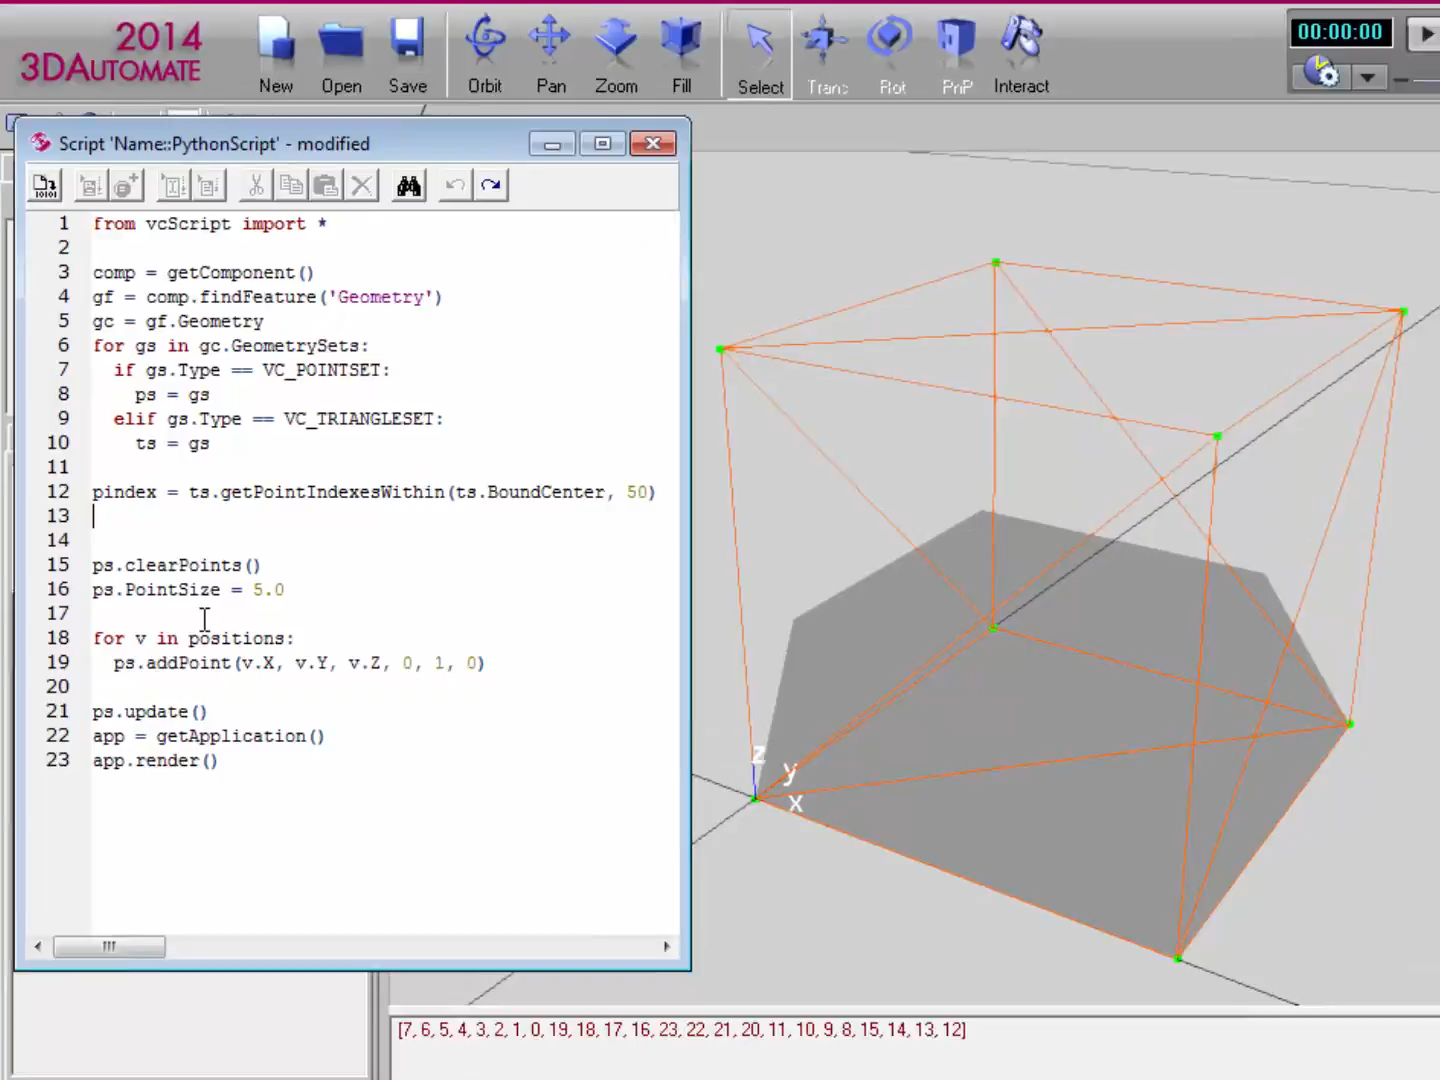 2014
3DAUTOMATE
New
Open
Save
Orbit
Pan
Zoom
Fill
Select
Trans
Rot
PnP
Interact
00:00:00
Script 'Name::PythonScript' - modified
1 from vcScript import *
2
3 comp = getComponent()
4 gf = comp.findFeature('Geometry')
5 gc = gf.Geometry
6 for gs in gc.GeometrySets:
7 if gs.Type == VC_POINTSET:
8 ps = gs
9 elif gs.Type == VC_TRIANGLESET:
10 ts = gs
11
12 pindex = ts.getPointIndexesWithin(ts.BoundCenter, 50)
13
14
15 ps.clearPoints()
16 ps.PointSize = 5.0
17
18 for v in positions:
19 ps.addPoint(v.X, v.Y, v.Z, 0, 1, 0)
20
21 ps.update()
22 app = getApplication()
23 app.render()
z
y
x
[7, 6, 5, 4, 3, 2, 1, 0, 19, 18, 17, 16, 23, 22, 21, 20, 11, 10, 9, 8, 15, 14, 13, 12]